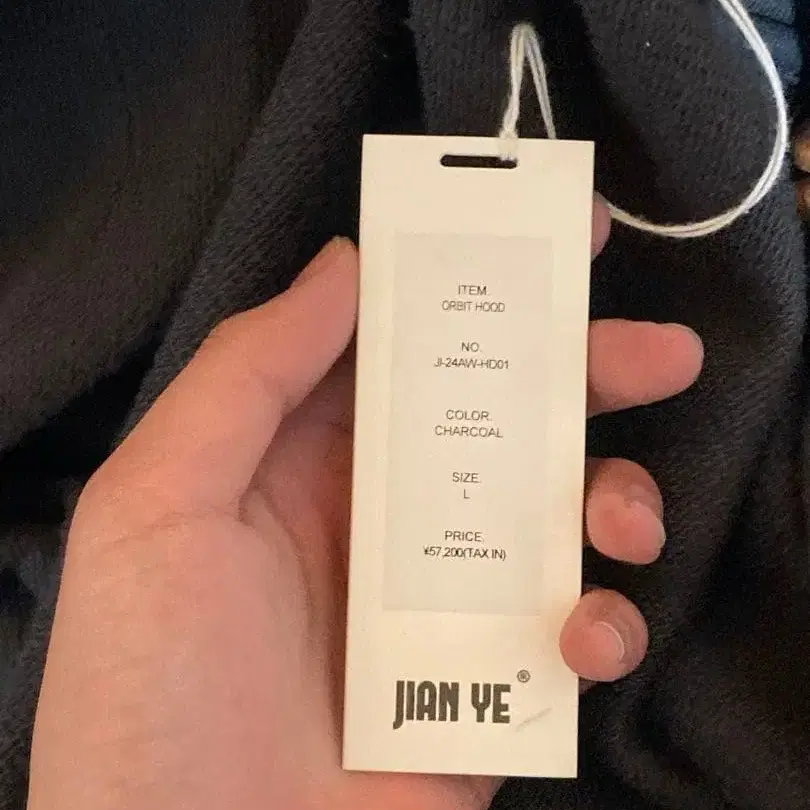 ITEM.
ORBIT HOOD
NO.
JI-24AW-HD01
COLOR.
CHARCOAL
SIZE.
L
PRICE.
¥57,200(TAX IN)
JIAN YE®